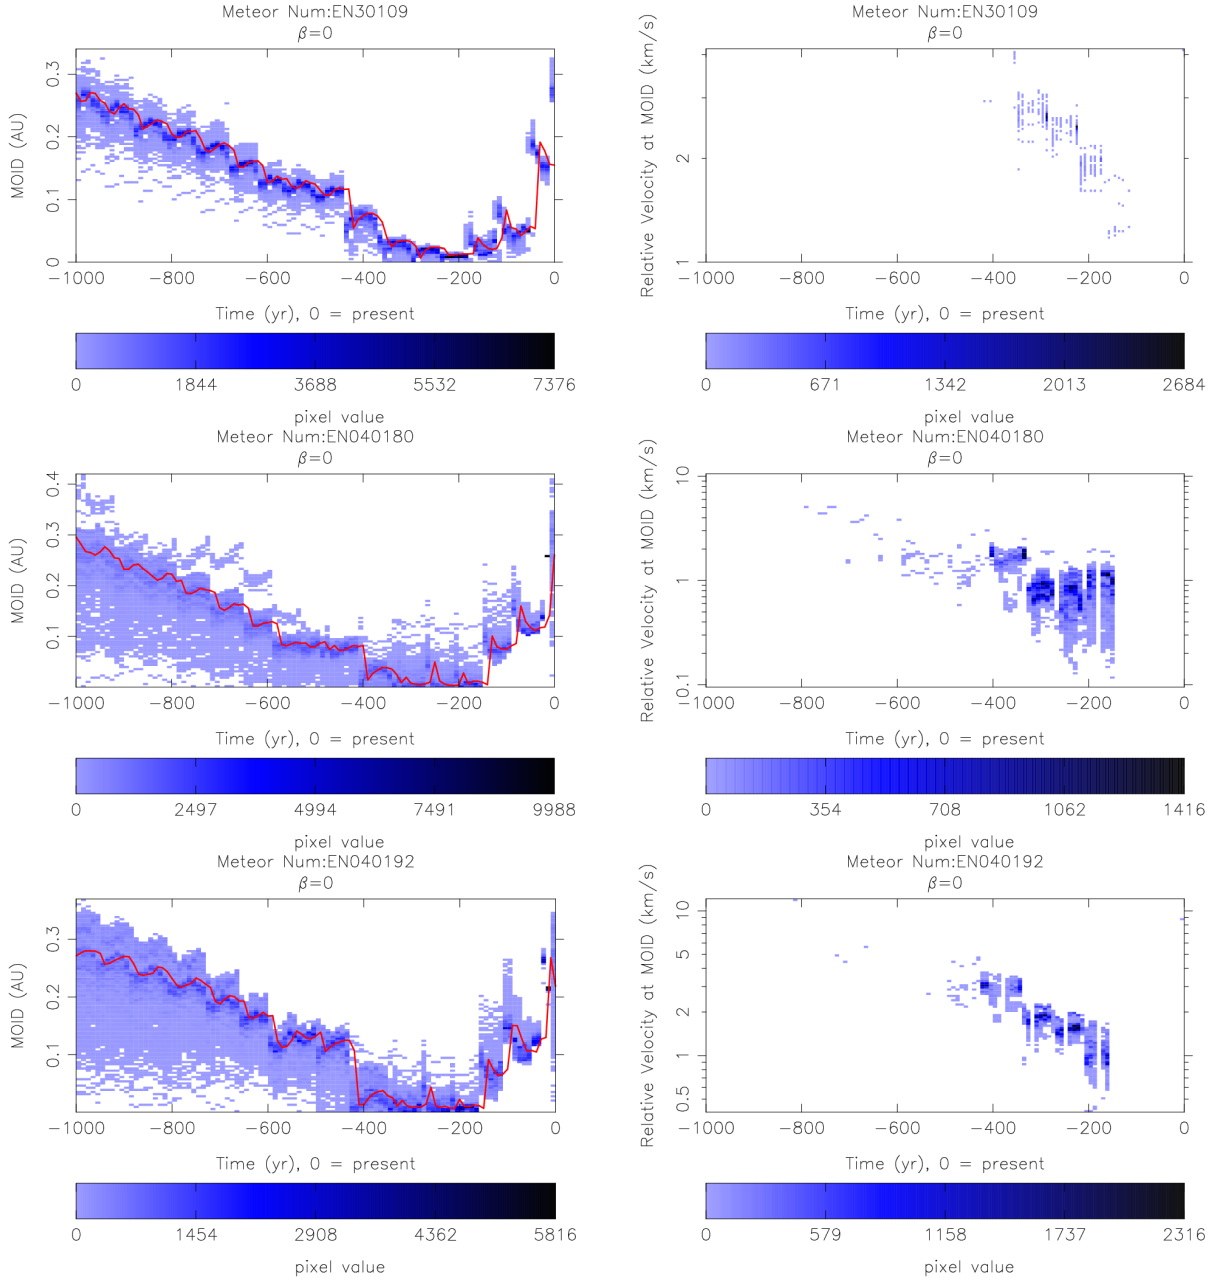 Meteor Num:EN30109
β=0
MOID (AU)
0 0.1 0.2 0.3
−1000 −800 −600 −400 −200 0
Time (yr), 0 = present
0 1844 3688 5532 7376
pixel value
Meteor Num:EN30109
β=0
Relative Velocity at MOID (km/s)
1 2
−1000 −800 −600 −400 −200 0
Time (yr), 0 = present
0 671 1342 2013 2684
pixel value
Meteor Num:EN040180
β=0
MOID (AU)
0.1 0.2 0.3 0.4
−1000 −800 −600 −400 −200 0
Time (yr), 0 = present
0 2497 4994 7491 9988
pixel value
Meteor Num:EN040180
β=0
Relative Velocity at MOID (km/s)
0.1 1 10
−1000 −800 −600 −400 −200 0
Time (yr), 0 = present
0 354 708 1062 1416
pixel value
Meteor Num:EN040192
β=0
MOID (AU)
0.1 0.2 0.3
−1000 −800 −600 −400 −200 0
Time (yr), 0 = present
0 1454 2908 4362 5816
pixel value
Meteor Num:EN040192
β=0
Relative Velocity at MOID (km/s)
0.5 1 2 5 10
−1000 −800 −600 −400 −200 0
Time (yr), 0 = present
0 579 1158 1737 2316
pixel value